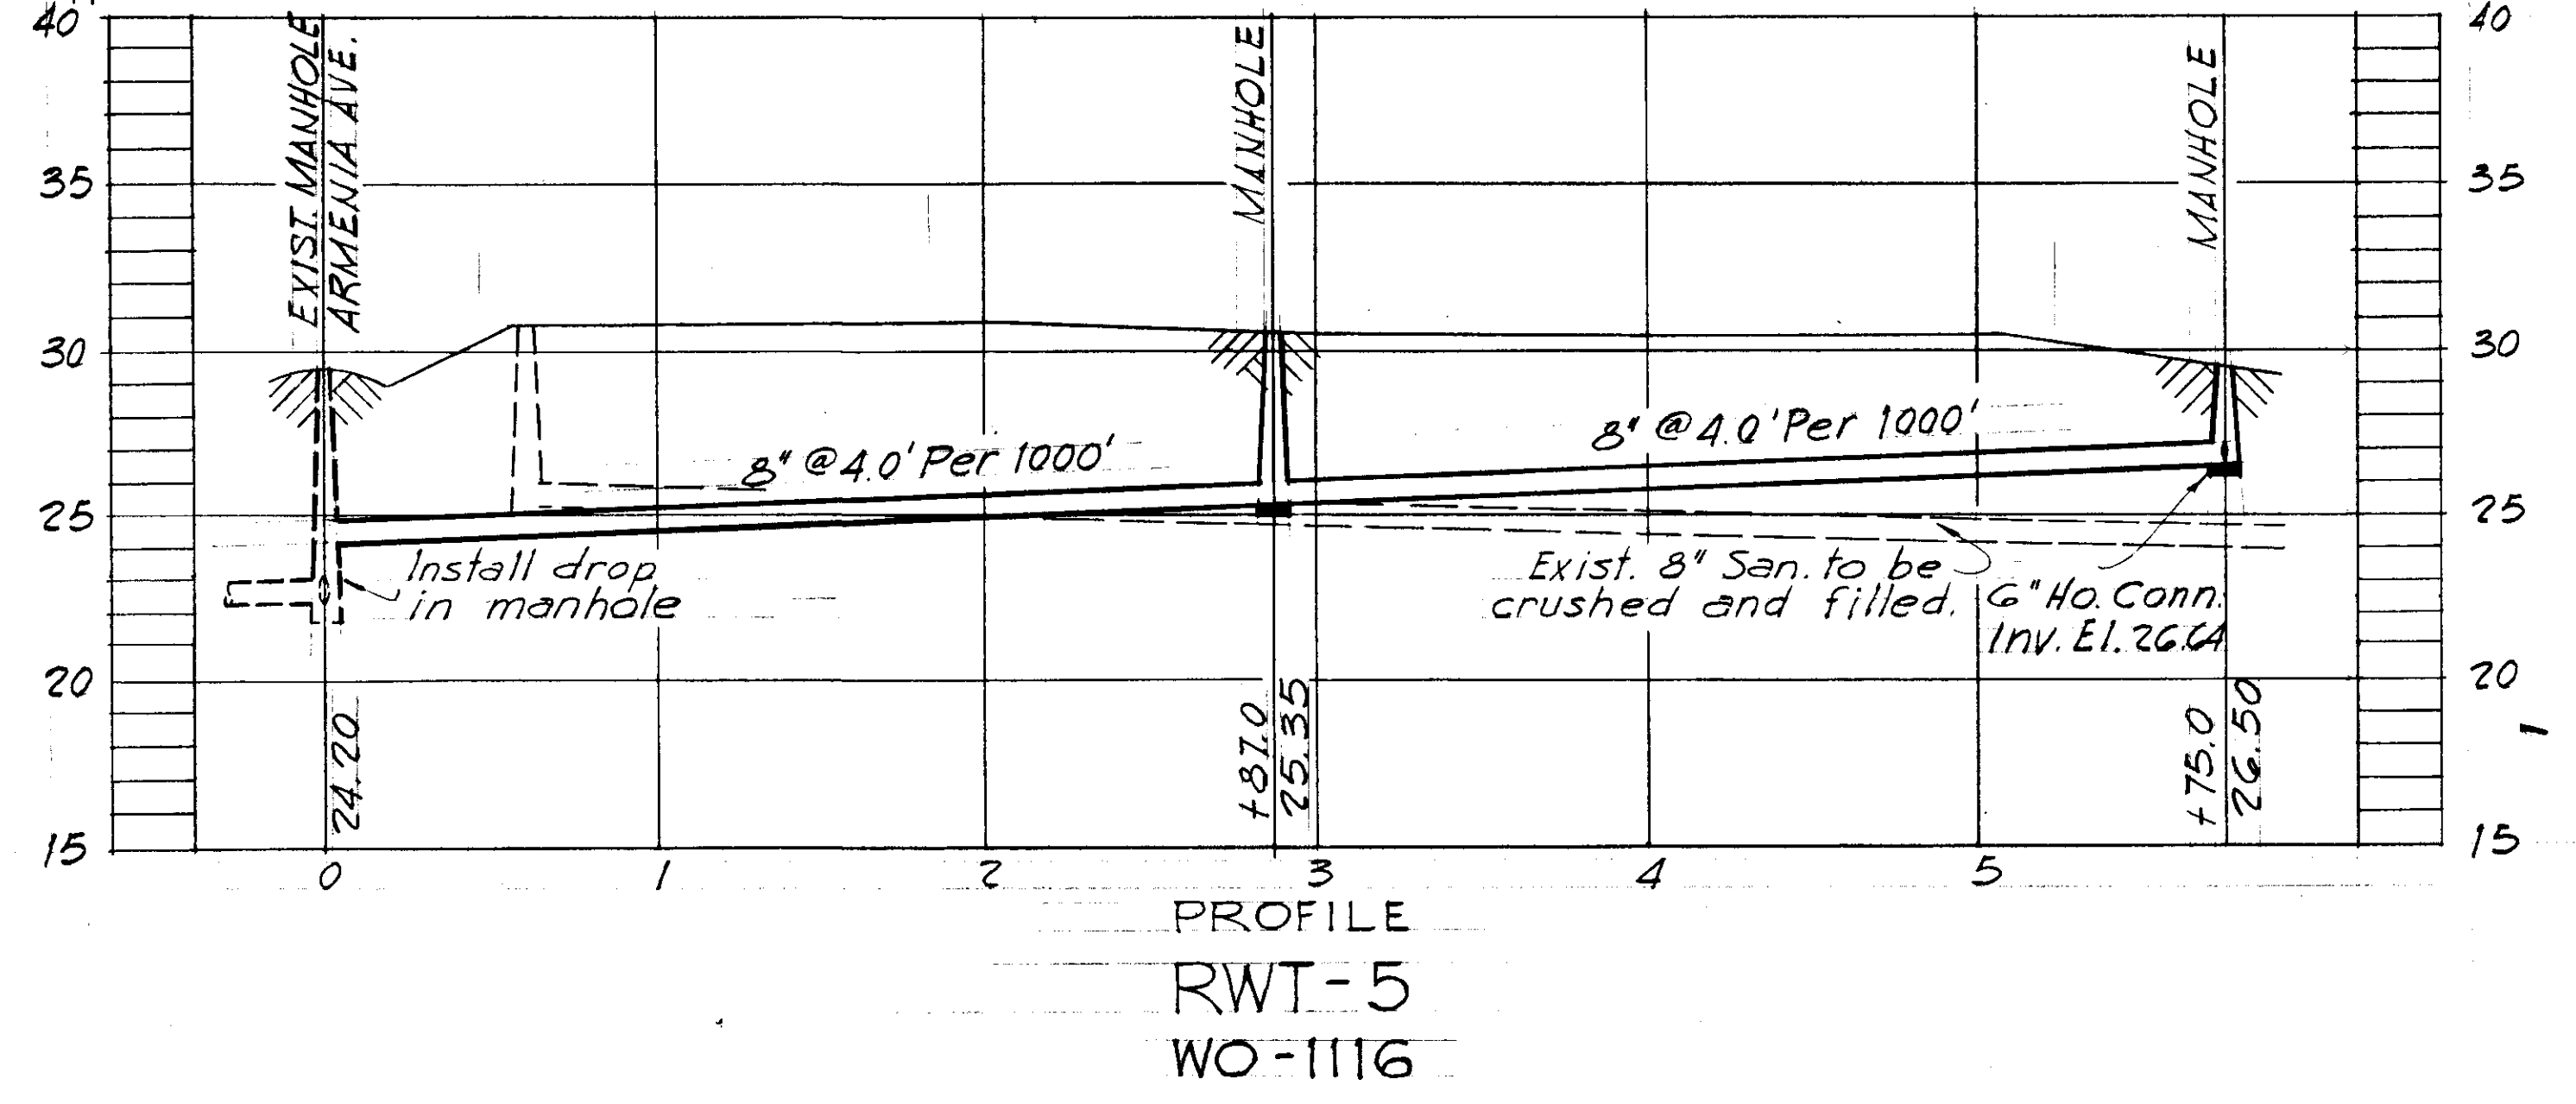 40
40
EXIST. MANHOLE
ARMENIA AVE.
MANHOLE
MANHOLE
35
35
30
30
8" @ 4.0' Per 1000'
8" @ 4.0' Per 1000'
25
25
Install drop
in manhole
Exist. 8" San. to be
crushed and filled.
6" Ho. Conn.
Inv. El. 26.64
20
20
24.20
+87.0
25.35
+75.0
26.50
15
15
0
1
2
3
4
5
PROFILE
RWT-5
WO-1116